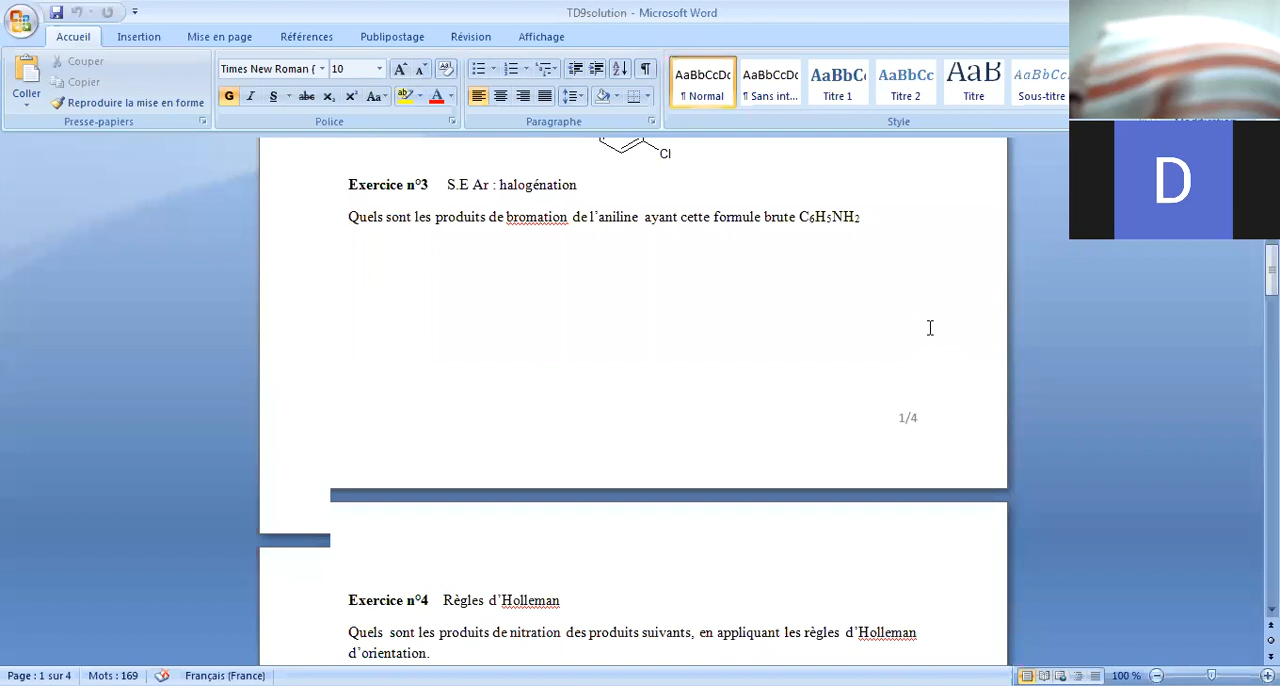 TD9solution - Microsoft Word
Accueil Insertion Mise en page Références Publipostage Révision Affichage
Coller
Couper
Copier
Reproduire la mise en forme
Presse-papiers
Times New Roman ( 10
G I S abc x₂ x² Aa
Police
Paragraphe
AaBbCcDc AaBbCcDc AaBbC AaBbCc AaB AaBbCc
¶ Normal ¶ Sans int... Titre 1 Titre 2 Titre Sous-titre
Style
D
Cl
Exercice n°3 S.E Ar : halogénation
Quels sont les produits de bromation de l'aniline ayant cette formule brute C₆H₅NH₂
1/4
Exercice n°4 Règles d'Holleman
Quels sont les produits de nitration des produits suivants, en appliquant les règles d'Holleman
d'orientation.
Page : 1 sur 4 Mots : 169 Français (France) 100 %